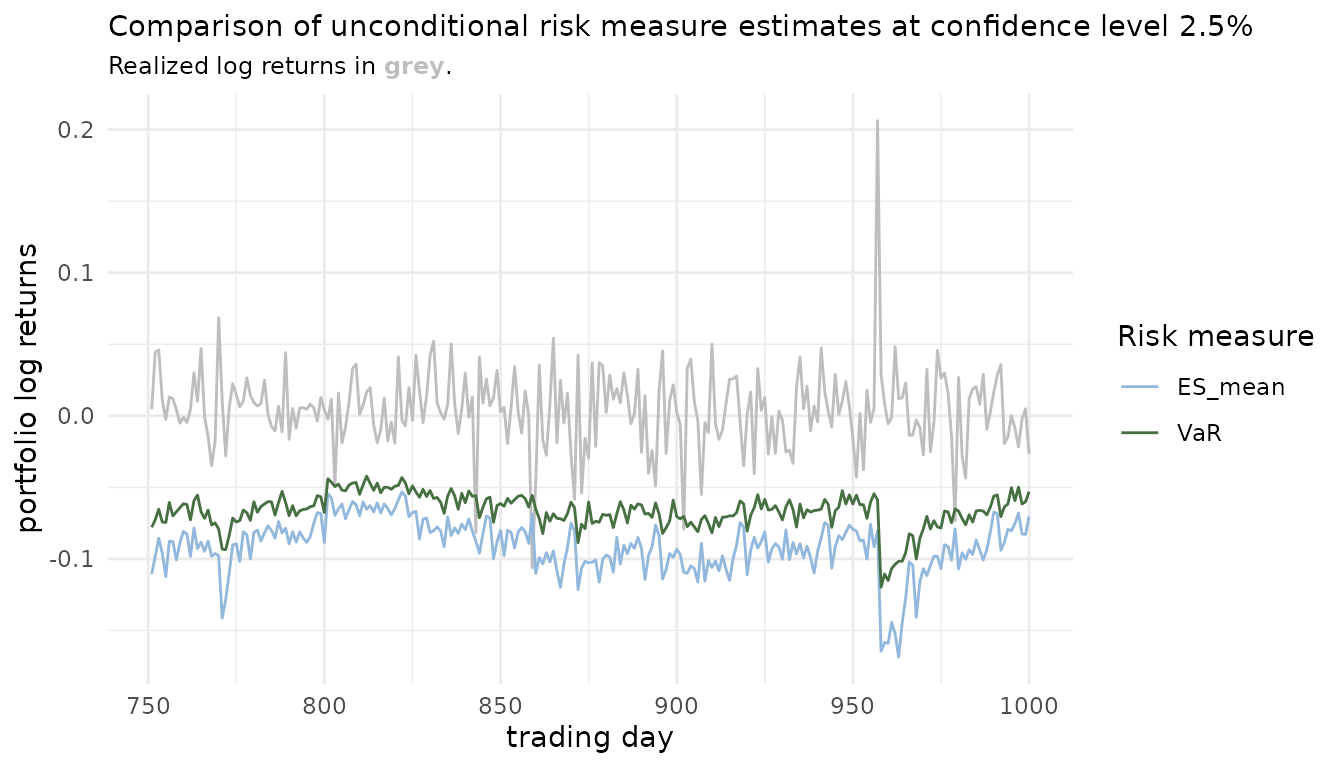 Comparison of unconditional risk measure estimates at confidence level 2.5%
Realized log returns in grey.
portfolio log returns
0.2
0.1
0.0
-0.1
750
800
850
900
950
1000
trading day
Risk measure
ES_mean
VaR